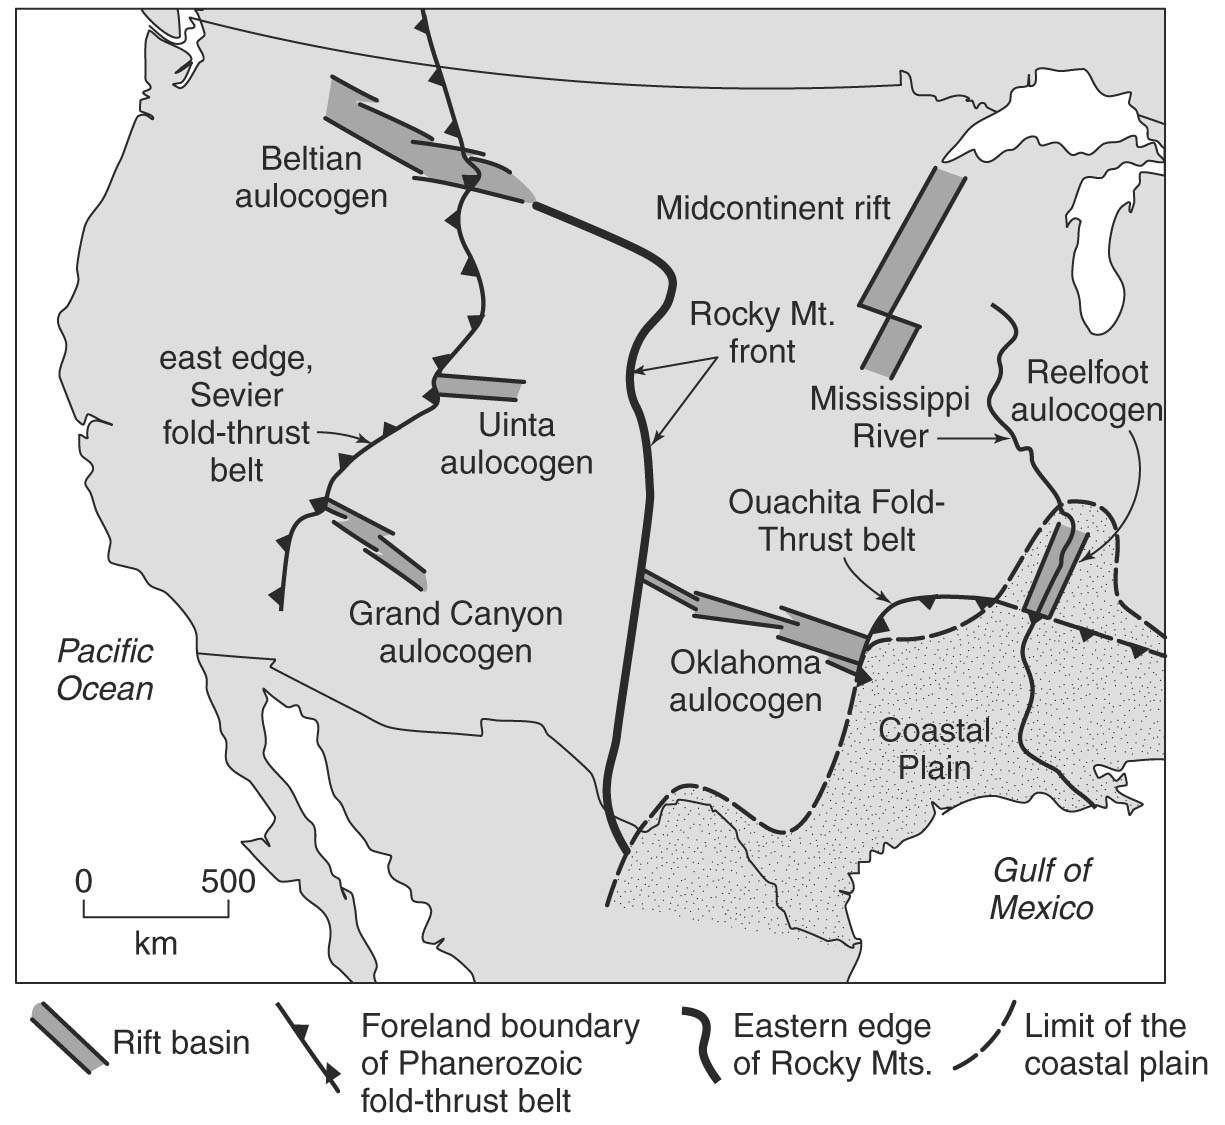 Beltian
aulocogen
Midcontinent rift
Rocky Mt.
front
east edge,
Sevier
fold-thrust
belt
Uinta
aulocogen
Mississippi
River
Reelfoot
aulocogen
Ouachita Fold-
Thrust belt
Grand Canyon
aulocogen
Oklahoma
aulocogen
Pacific
Ocean
Coastal
Plain
Gulf of
Mexico
0 500
km
Rift basin
Foreland boundary
of Phanerozoic
fold-thrust belt
Eastern edge
of Rocky Mts.
Limit of the
coastal plain